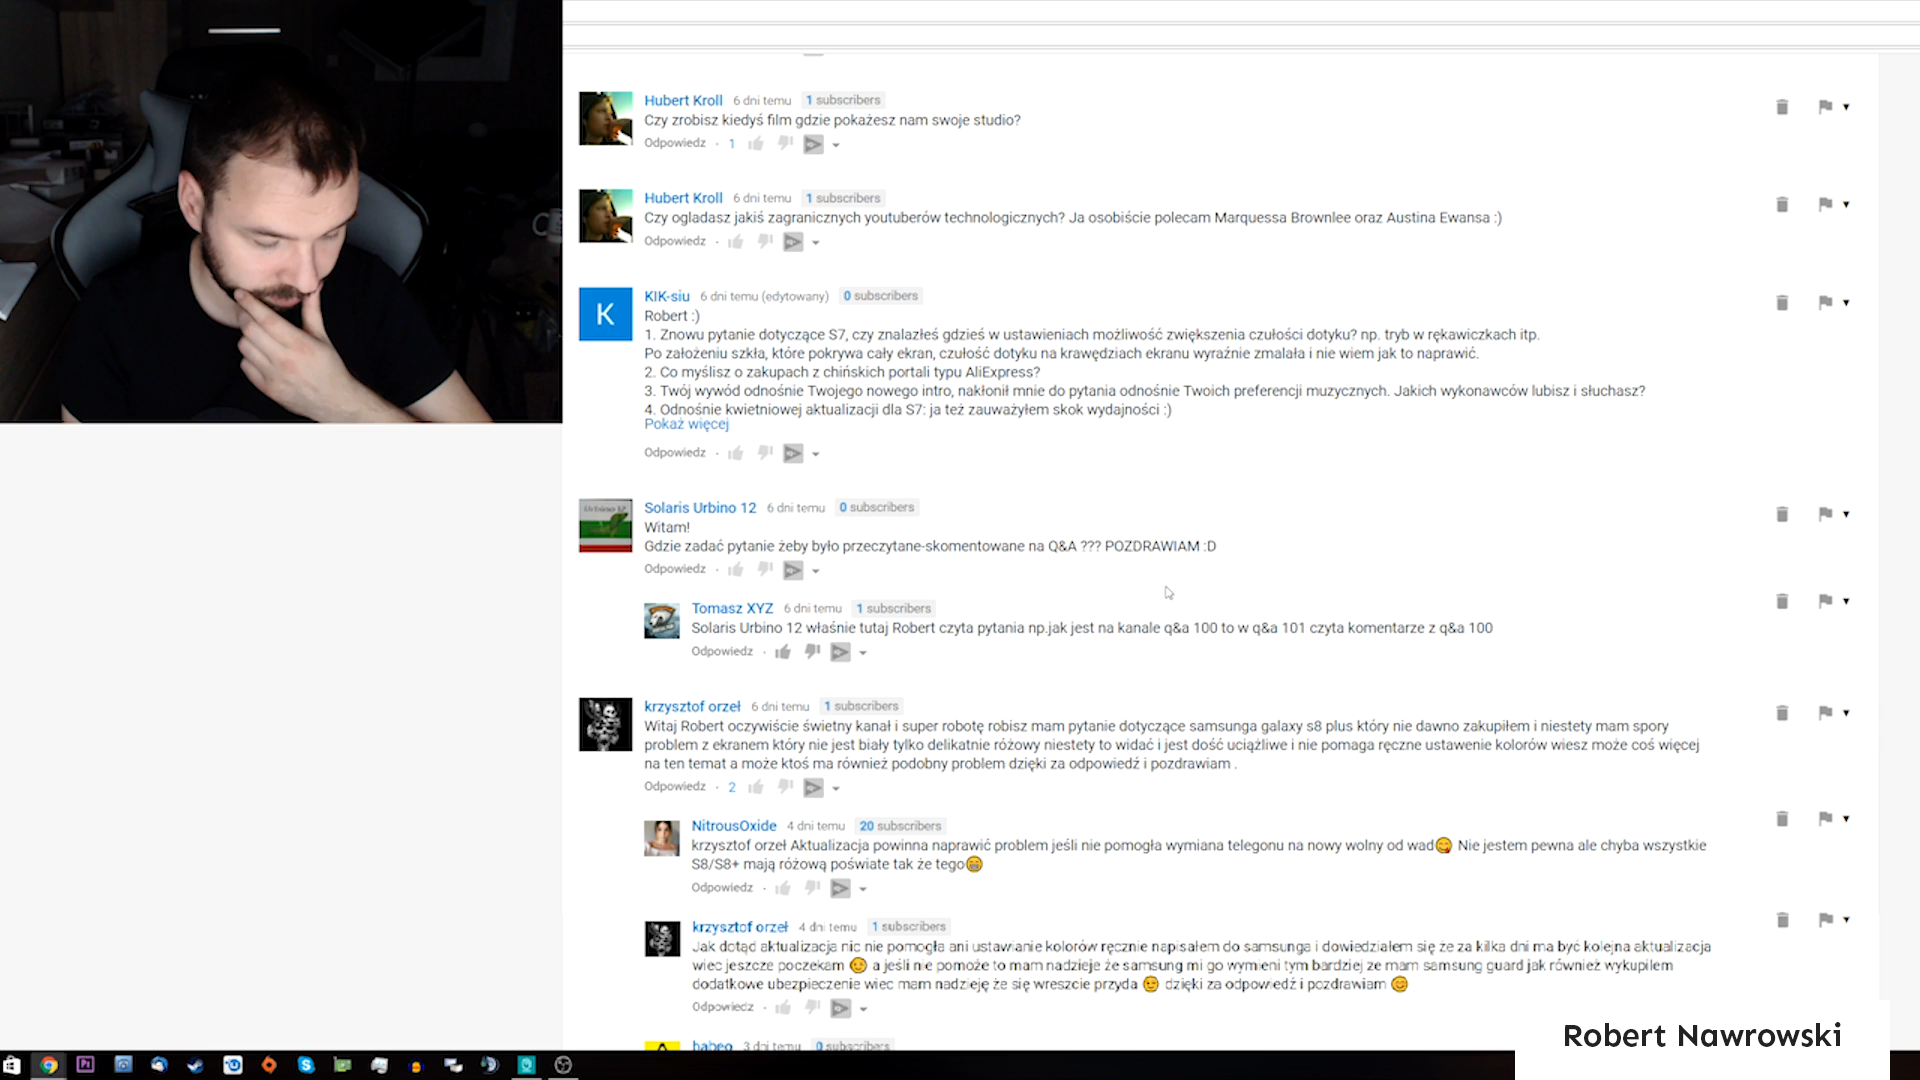 Hubert Kroll 6 dni temu 1 subscribers
Czy zrobisz kiedyś film gdzie pokażesz nam swoje studio?
Odpowiedz · 1
Hubert Kroll 6 dni temu 1 subscribers
Czy ogladasz jakiś zagranicznych youtuberów technologicznych? Ja osobiście polecam Marquessa Brownlee oraz Austina Ewansa :)
Odpowiedz ·
K
KIK-siu 6 dni temu (edytowany) 0 subscribers
Robert :)
1. Znowu pytanie dotyczące S7, czy znalazłeś gdzieś w ustawieniach możliwość zwiększenia czułości dotyku? np. tryb w rękawiczkach itp.
Po założeniu szkła, które pokrywa cały ekran, czułość dotyku na krawędziach ekranu wyraźnie zmalała i nie wiem jak to naprawić.
2. Co myślisz o zakupach z chińskich portali typu AliExpress?
3. Twój wywód odnośnie Twojego nowego intro, nakłonił mnie do pytania odnośnie Twoich preferencji muzycznych. Jakich wykonawców lubisz i słuchasz?
4. Odnośnie kwietniowej aktualizacji dla S7: ja też zauważyłem skok wydajności :)
Pokaż więcej
Odpowiedz ·
Solaris Urbino 12 6 dni temu 0 subscribers
Witam!
Gdzie zadać pytanie żeby było przeczytane-skomentowane na Q&A ??? POZDRAWIAM :D
Odpowiedz ·
Tomasz XYZ 6 dni temu 1 subscribers
Solaris Urbino 12 właśnie tutaj Robert czyta pytania np.jak jest na kanale q&a 100 to w q&a 101 czyta komentarze z q&a 100
Odpowiedz ·
krzysztof orzeł 6 dni temu 1 subscribers
Witaj Robert oczywiście świetny kanał i super robotę robisz mam pytanie dotyczące samsunga galaxy s8 plus który nie dawno zakupiłem i niestety mam spory
problem z ekranem który nie jest biały tylko delikatnie różowy niestety to widać i jest dość uciążliwe i nie pomaga ręczne ustawenie kolorów wiesz może coś więcej
na ten temat a może ktoś ma również podobny problem dzięki za odpowiedź i pozdrawiam .
Odpowiedz · 2
NitrousOxide 4 dni temu 20 subscribers
krzysztof orzeł Aktualizacja powinna naprawić problem jeśli nie pomogła wymiana telegonu na nowy wolny od wad😋 Nie jestem pewna ale chyba wszystkie
S8/S8+ mają różową poświate tak że tego😁
Odpowiedz ·
krzysztof orzeł 4 dni temu 1 subscribers
Jak dotąd aktualizacja nic nie pomogła ani ustawianie kolorów ręcznie napisałem do samsunga i dowiedziałem się że za kilka dni ma być kolejna aktualizacja
wiec jeszcze poczekam 😉 a jeśli nie pomoże to mam nadzieje że samsung mi go wymieni tym bardziej ze mam samsung guard jak również wykupilem
dodatkowe ubezpieczenie wiec mam nadzieję że się wreszcie przyda 😉 dzięki za odpowiedź i pozdrawiam 😊
Odpowiedz ·
babeo 3 dni temu 0 subscribers
Robert Nawrowski